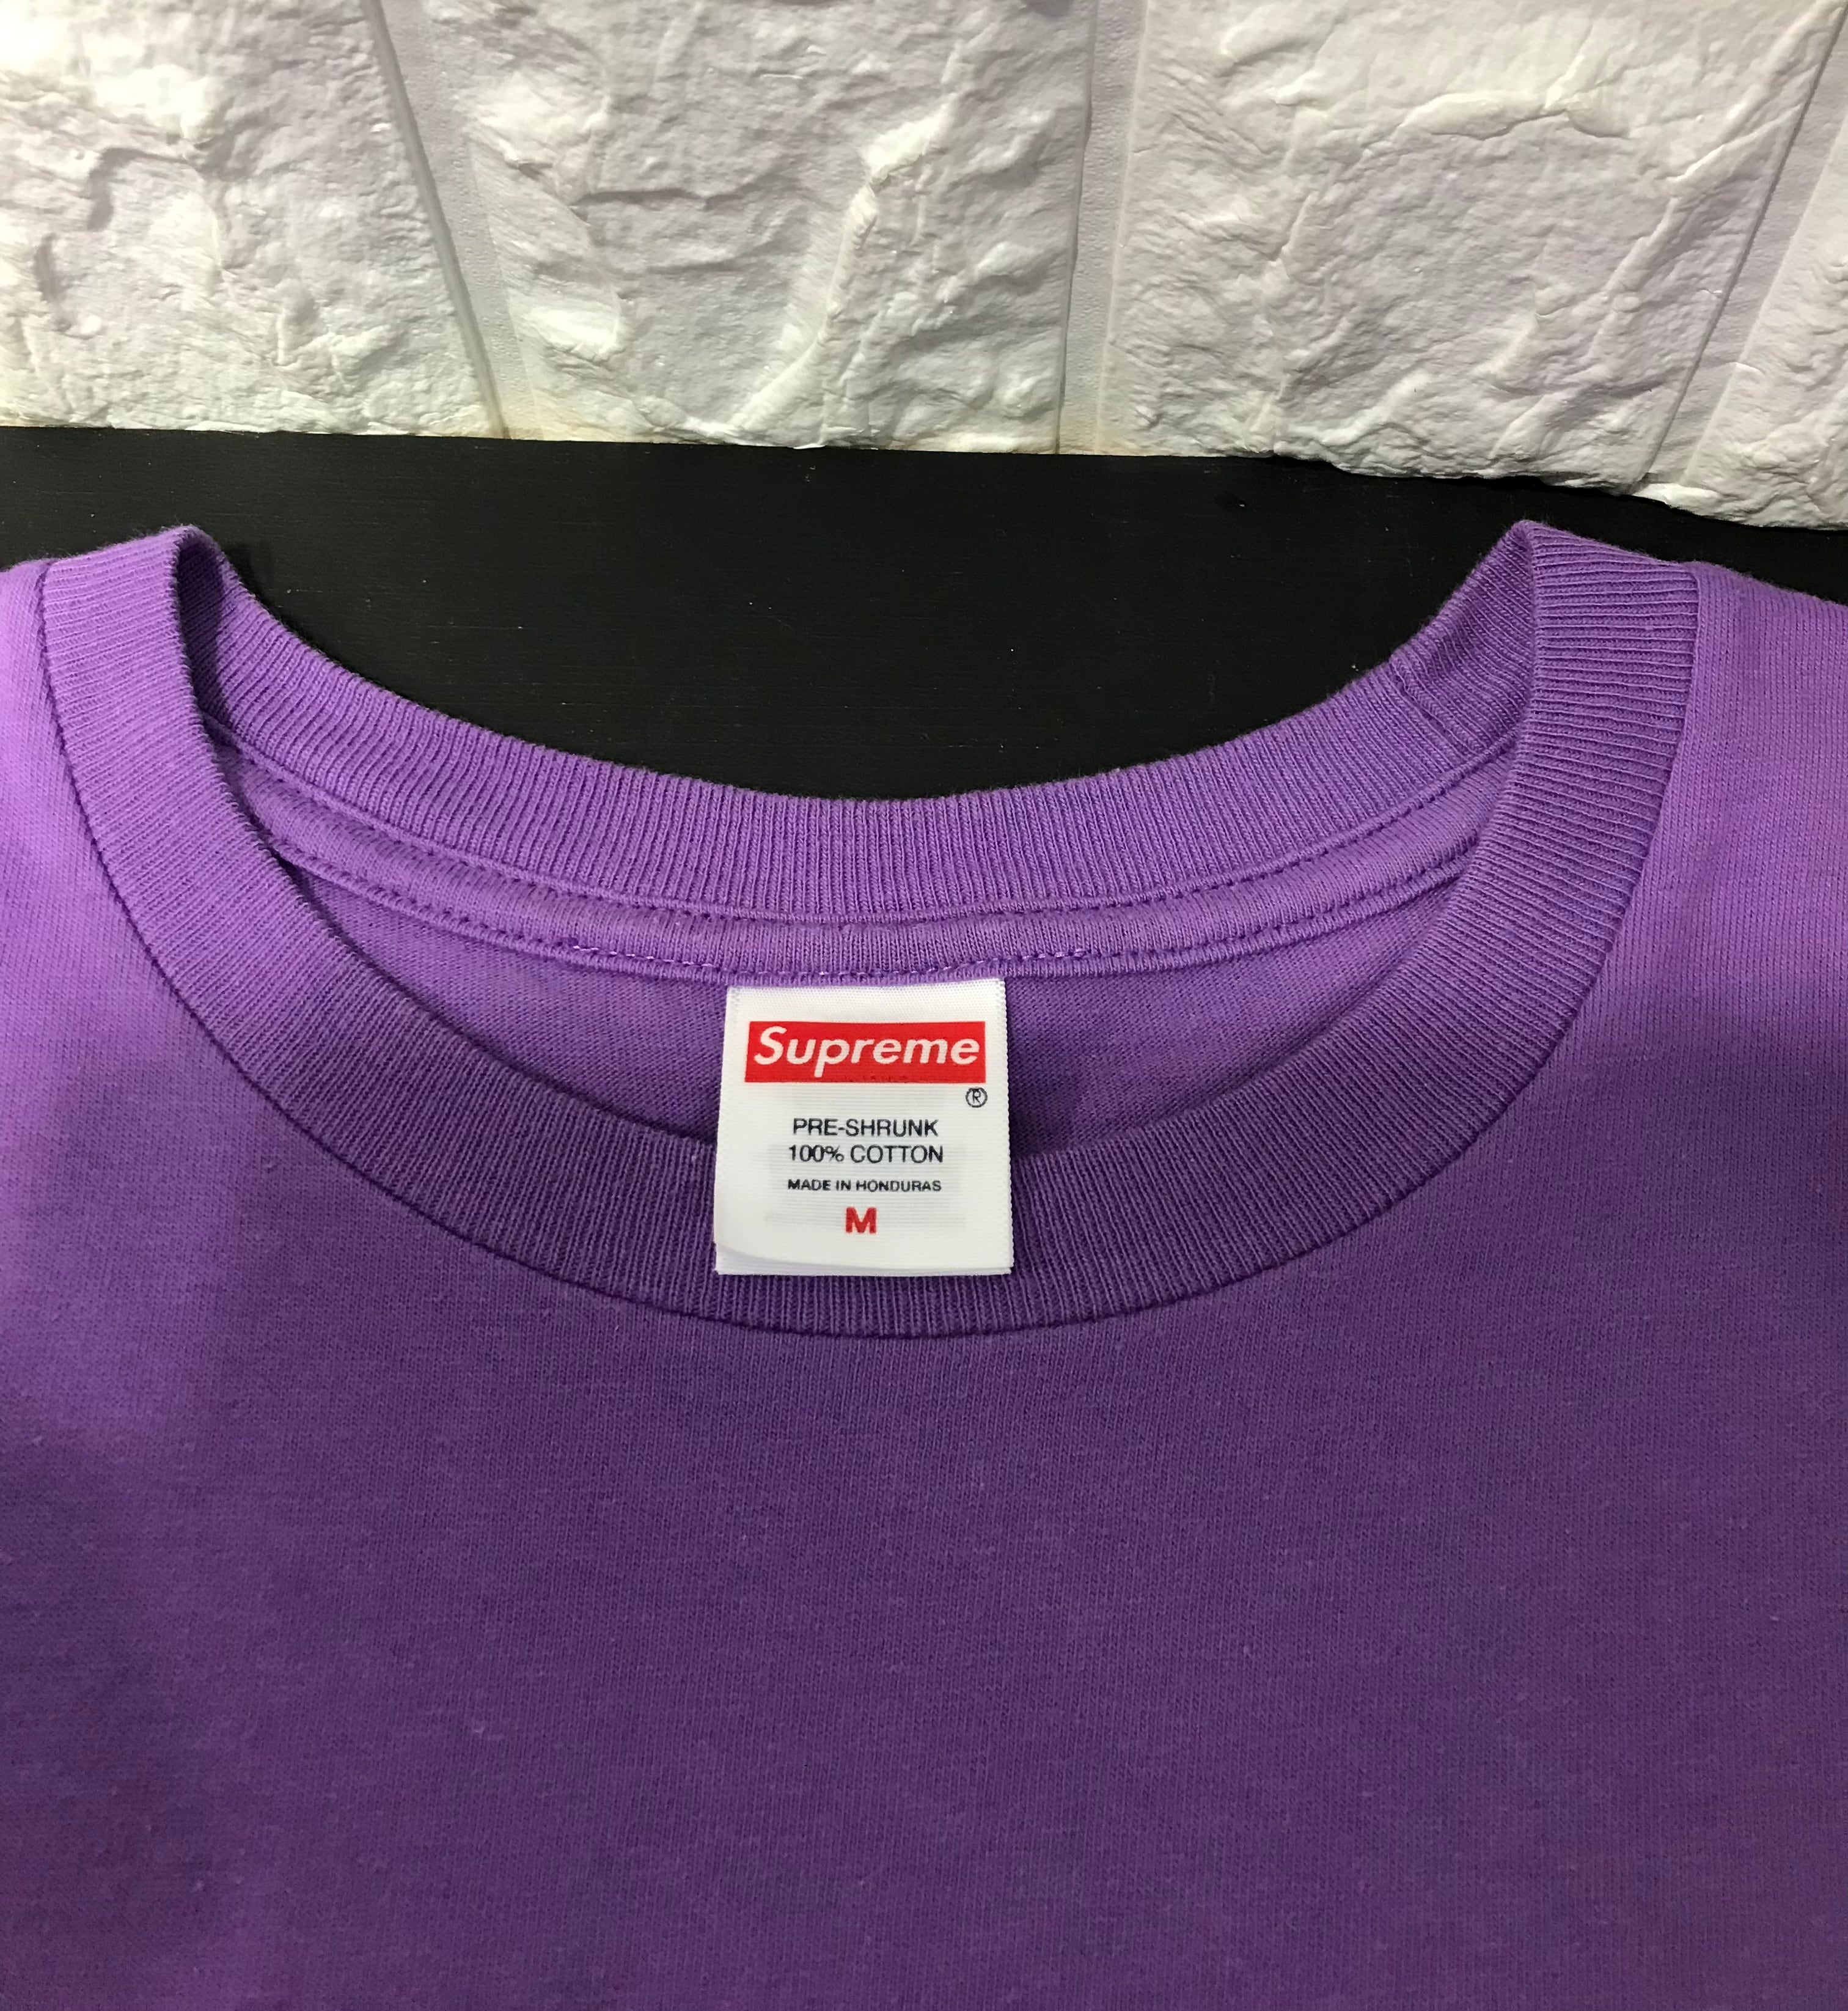 Supreme
®
PRE-SHRUNK
100% COTTON
MADE IN HONDURAS
M